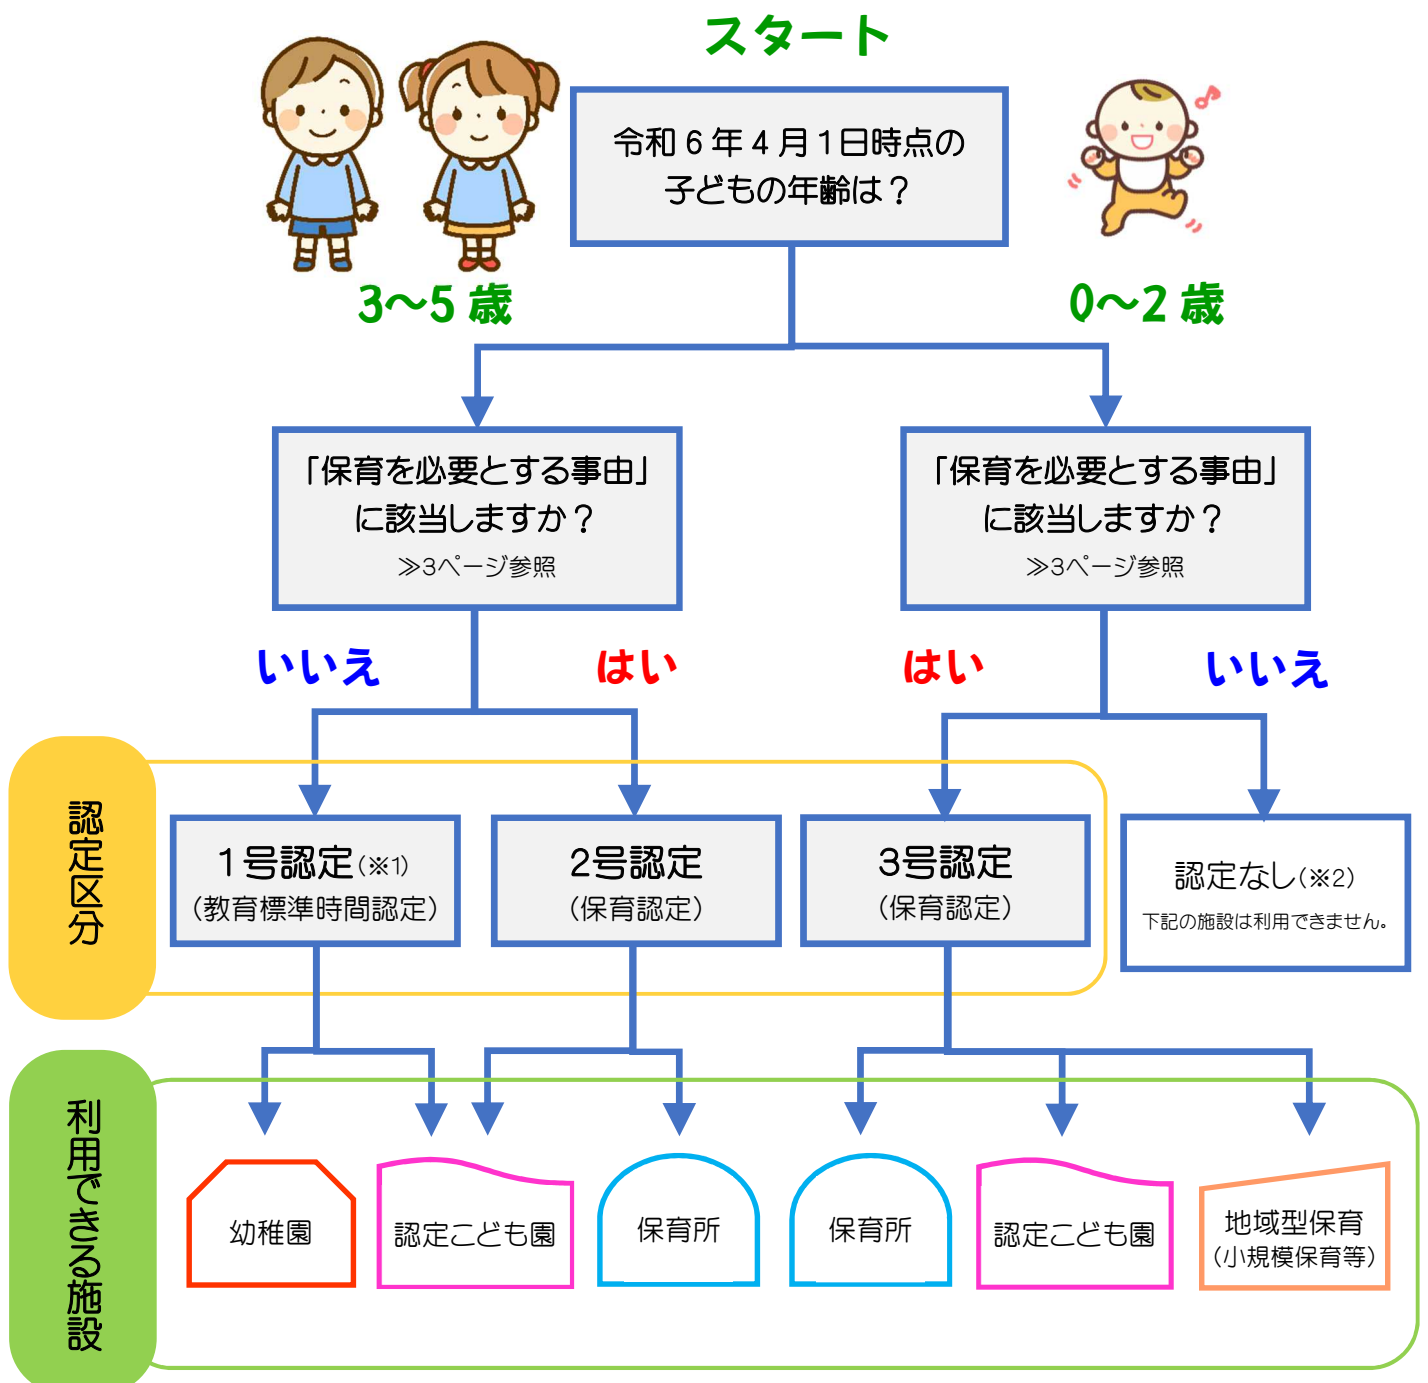 スタート
令和6年4月1日時点の
子どもの年齢は？
3～5歳
0～2歳
「保育を必要とする事由」
に該当しますか？
≫3ページ参照
「保育を必要とする事由」
に該当しますか？
≫3ページ参照
いいえ
はい
はい
いいえ
認定区分
1号認定(※1)
（教育標準時間認定）
2号認定
（保育認定）
3号認定
（保育認定）
認定なし(※2)
下記の施設は利用できません。
利用できる施設
幼稚園
認定こども園
保育所
保育所
認定こども園
地域型保育
（小規模保育等）